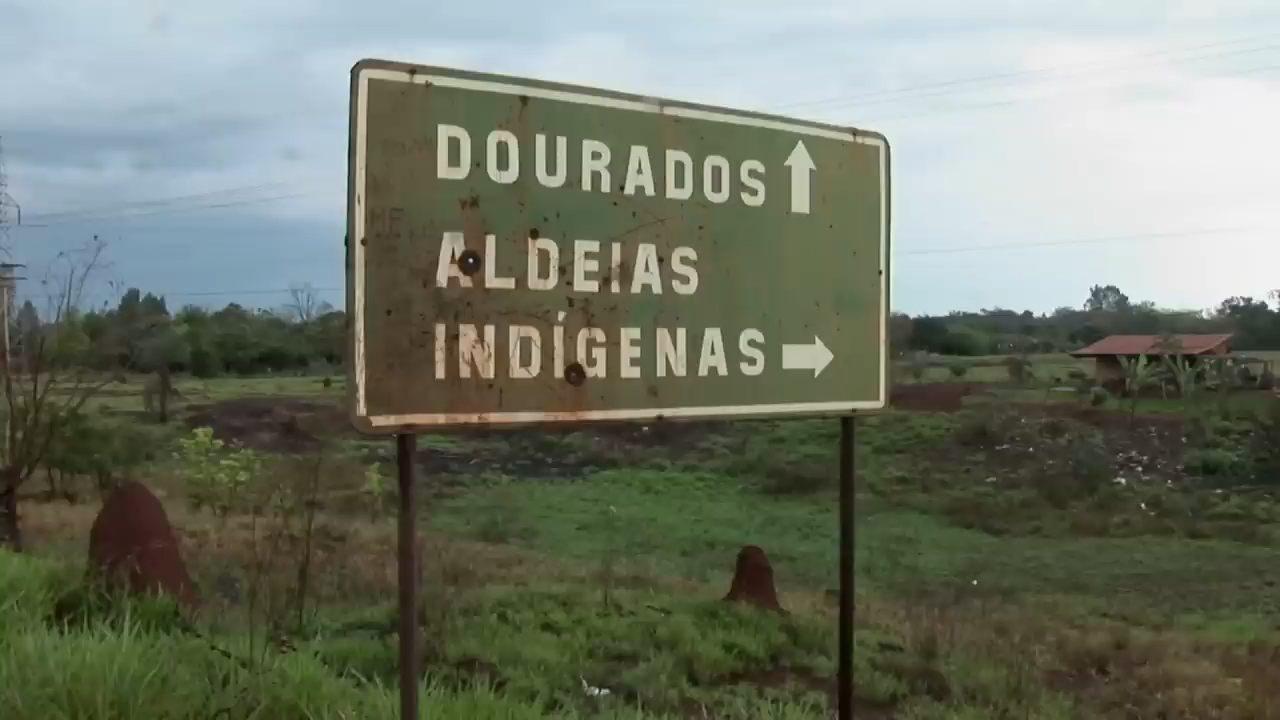 DOURADOS ↑
ALDEIAS
INDÍGENAS →